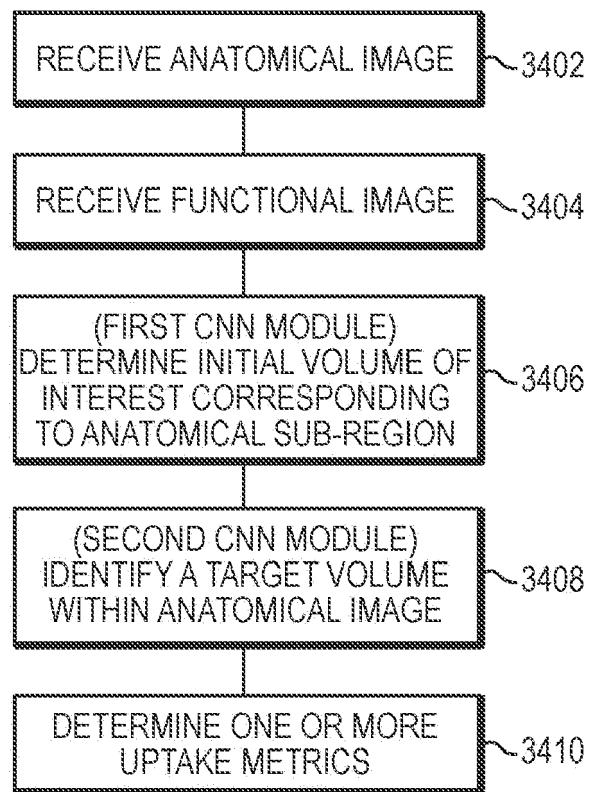 RECEIVE ANATOMICAL IMAGE
3402
RECEIVE FUNCTIONAL IMAGE
3404
(FIRST CNN MODULE)
DETERMINE INITIAL VOLUME OF
INTEREST CORRESPONDING
TO ANATOMICAL SUB-REGION
3406
(SECOND CNN MODULE)
IDENTIFY A TARGET VOLUME
WITHIN ANATOMICAL IMAGE
3408
DETERMINE ONE OR MORE
UPTAKE METRICS
3410